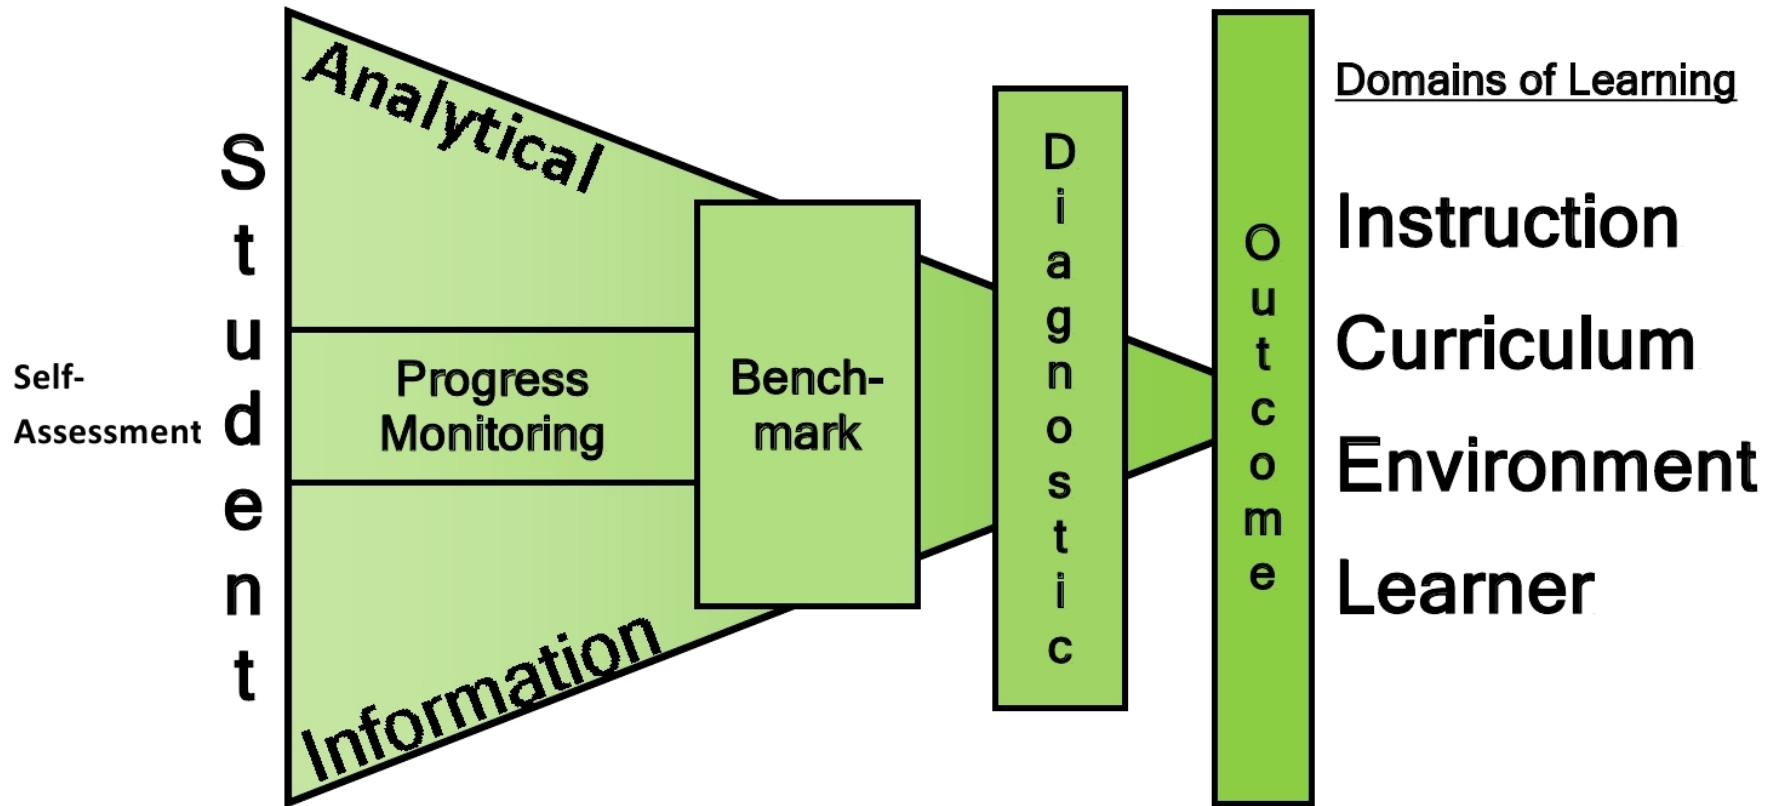 Self-
Assessment
Student
Analytical
Progress
Monitoring
Information
Bench-
mark
Diagnostic
Outcome
Domains of Learning
Instruction
Curriculum
Environment
Learner